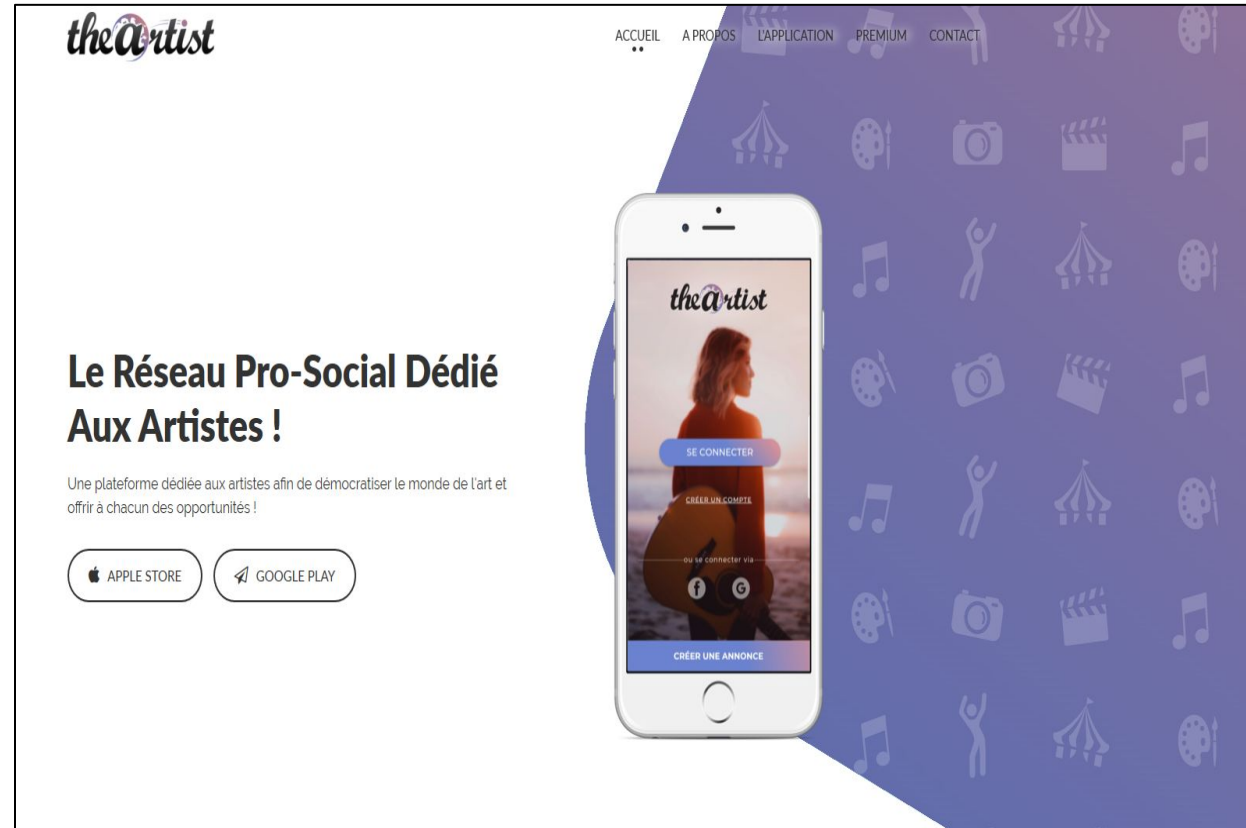 theartist
ACCUEIL A PROPOS L'APPLICATION PREMIUM CONTACT
Le Réseau Pro-Social Dédié
Aux Artistes !
Une plateforme dédiée aux artistes afin de démocratiser le monde de l'art et
offrir à chacun des opportunités !
APPLE STORE GOOGLE PLAY
theartist
SE CONNECTER
CRÉER UN COMPTE
ou se connecter via
f G
CRÉER UNE ANNONCE